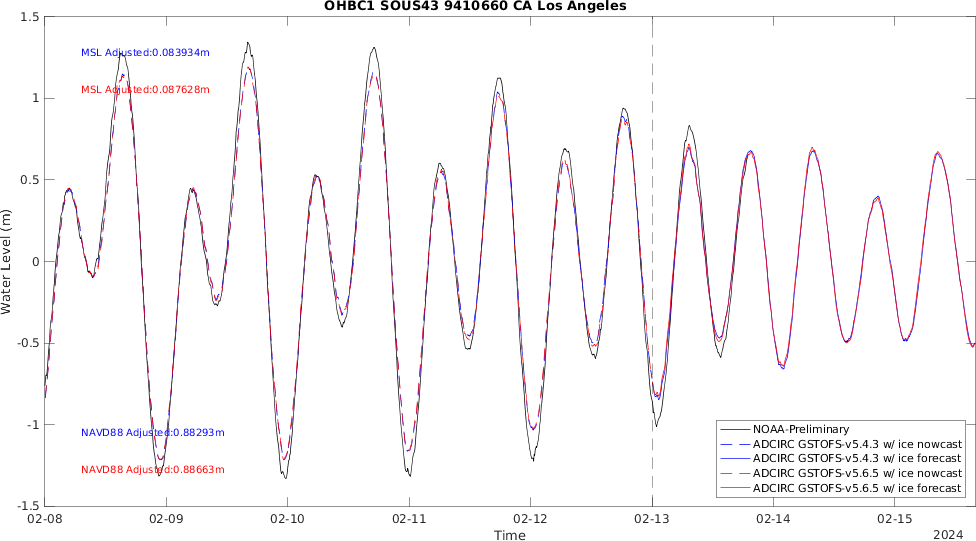 OHBC1 SOUS43 9410660 CA Los Angeles
1.5
MSL Adjusted:0.083934m
MSL Adjusted:0.087628m
1
0.5
0
-0.5
-1
-1.5
Water Level (m)
NAVD88 Adjusted:0.88293m
NAVD88 Adjusted:0.88663m
NOAA-Preliminary
ADCIRC GSTOFS-v5.4.3 w/ ice nowcast
ADCIRC GSTOFS-v5.4.3 w/ ice forecast
ADCIRC GSTOFS-v5.6.5 w/ ice nowcast
ADCIRC GSTOFS-v5.6.5 w/ ice forecast
02-08 02-09 02-10 02-11 02-12 02-13 02-14 02-15
Time
2024